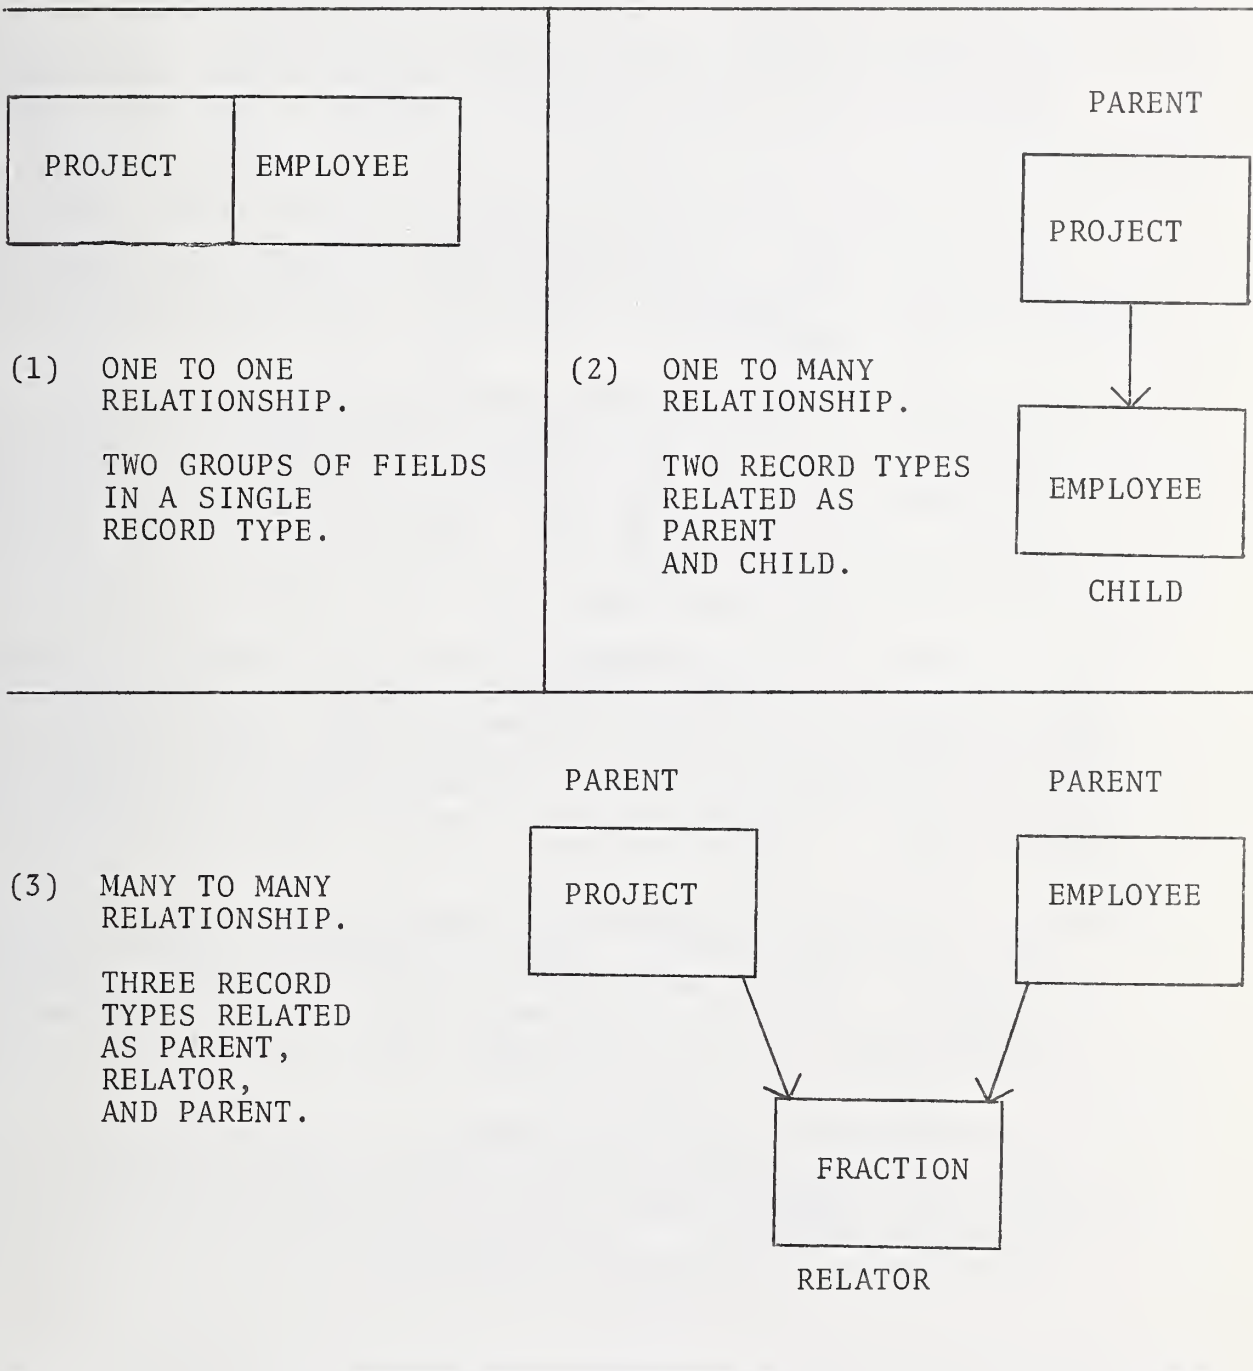 PROJECT EMPLOYEE
(1) ONE TO ONE
RELATIONSHIP.
TWO GROUPS OF FIELDS
IN A SINGLE
RECORD TYPE.
PARENT
PROJECT
(2) ONE TO MANY
RELATIONSHIP.
TWO RECORD TYPES
RELATED AS
PARENT
AND CHILD.
EMPLOYEE
CHILD
(3) MANY TO MANY
RELATIONSHIP.
THREE RECORD
TYPES RELATED
AS PARENT,
RELATOR,
AND PARENT.
PARENT
PROJECT
PARENT
EMPLOYEE
FRACTION
RELATOR